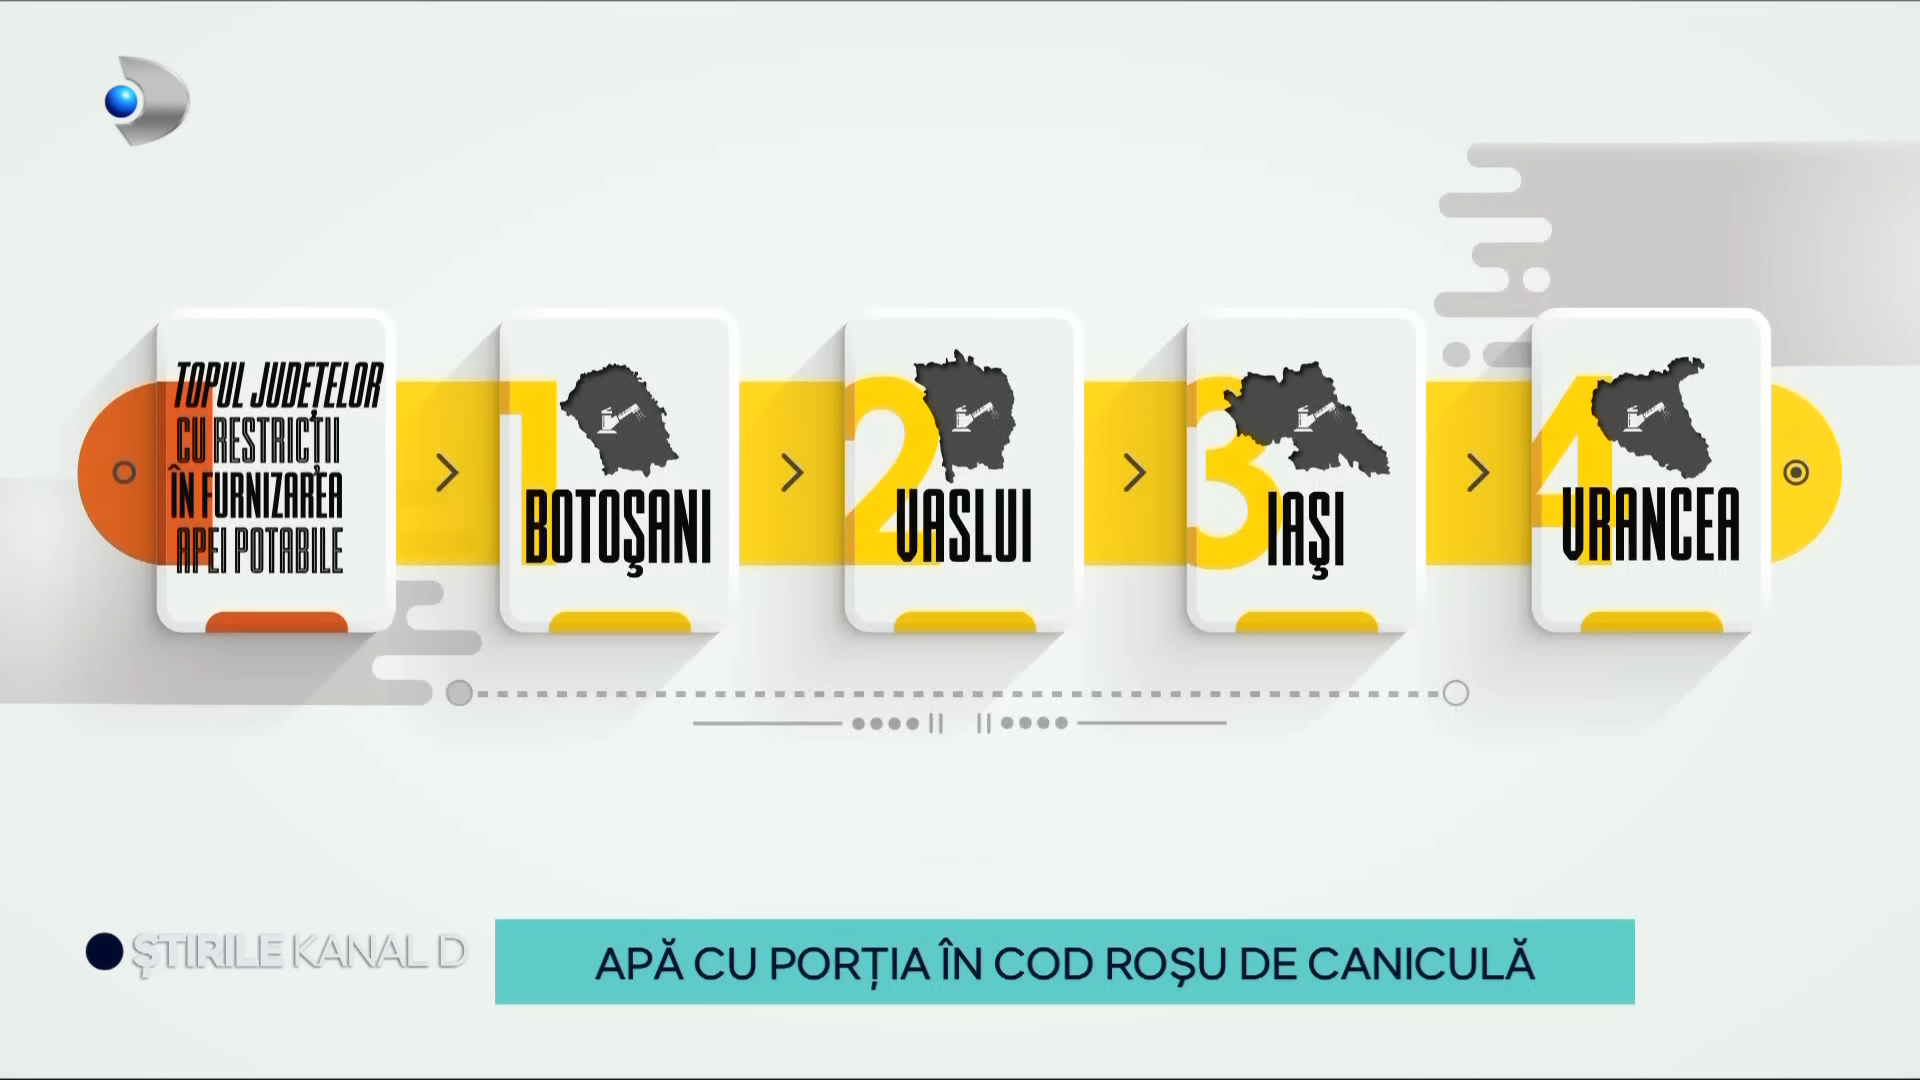 TOPUL JUDEȚELOR
CU RESTRICȚII
ÎN FURNIZAREA
APEI POTABILE
1
BOTOŞANI
2
VASLUI
3
IAŞI
4
VRANCEA
ŞTIRILE KANAL D
APĂ CU PORȚIA ÎN COD ROŞU DE CANICULĂ